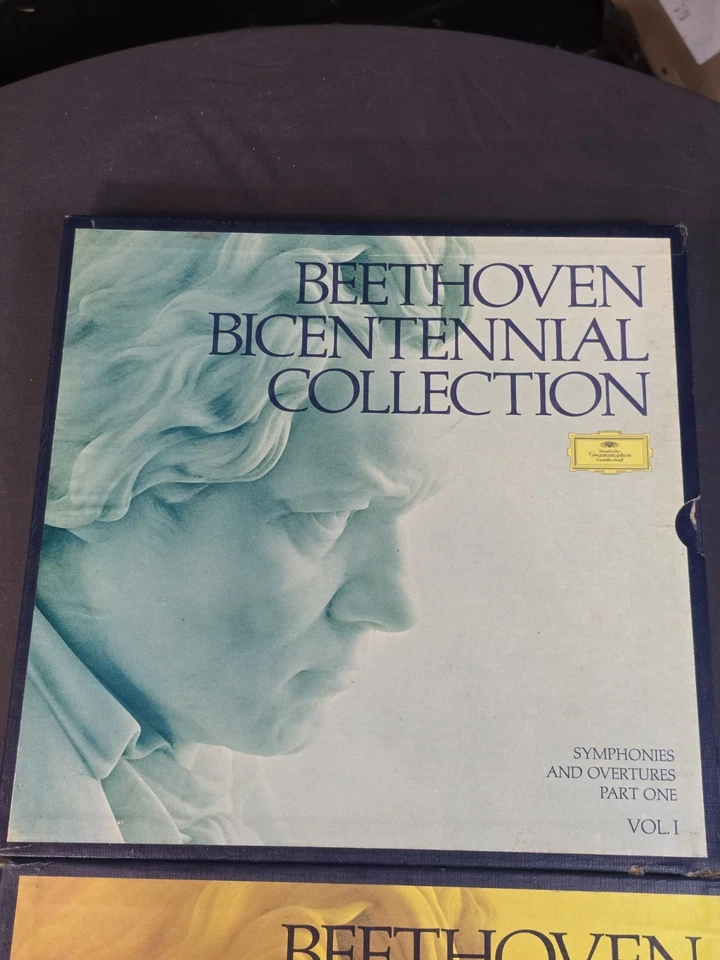 BEETHOVEN
BICENTENNIAL
COLLECTION
Deutsche
Grammophon
Gesellschaft
SYMPHONIES
AND OVERTURES
PART ONE
VOL. I
BEETHOVEN